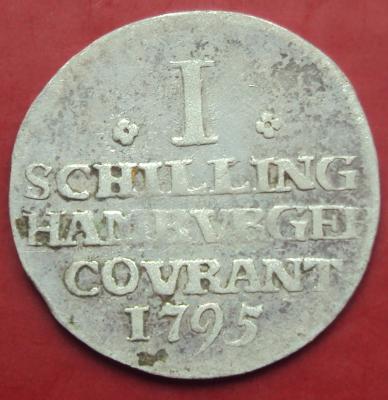 I
SCHILLING
HAMBVRGER
COVRANT
1795